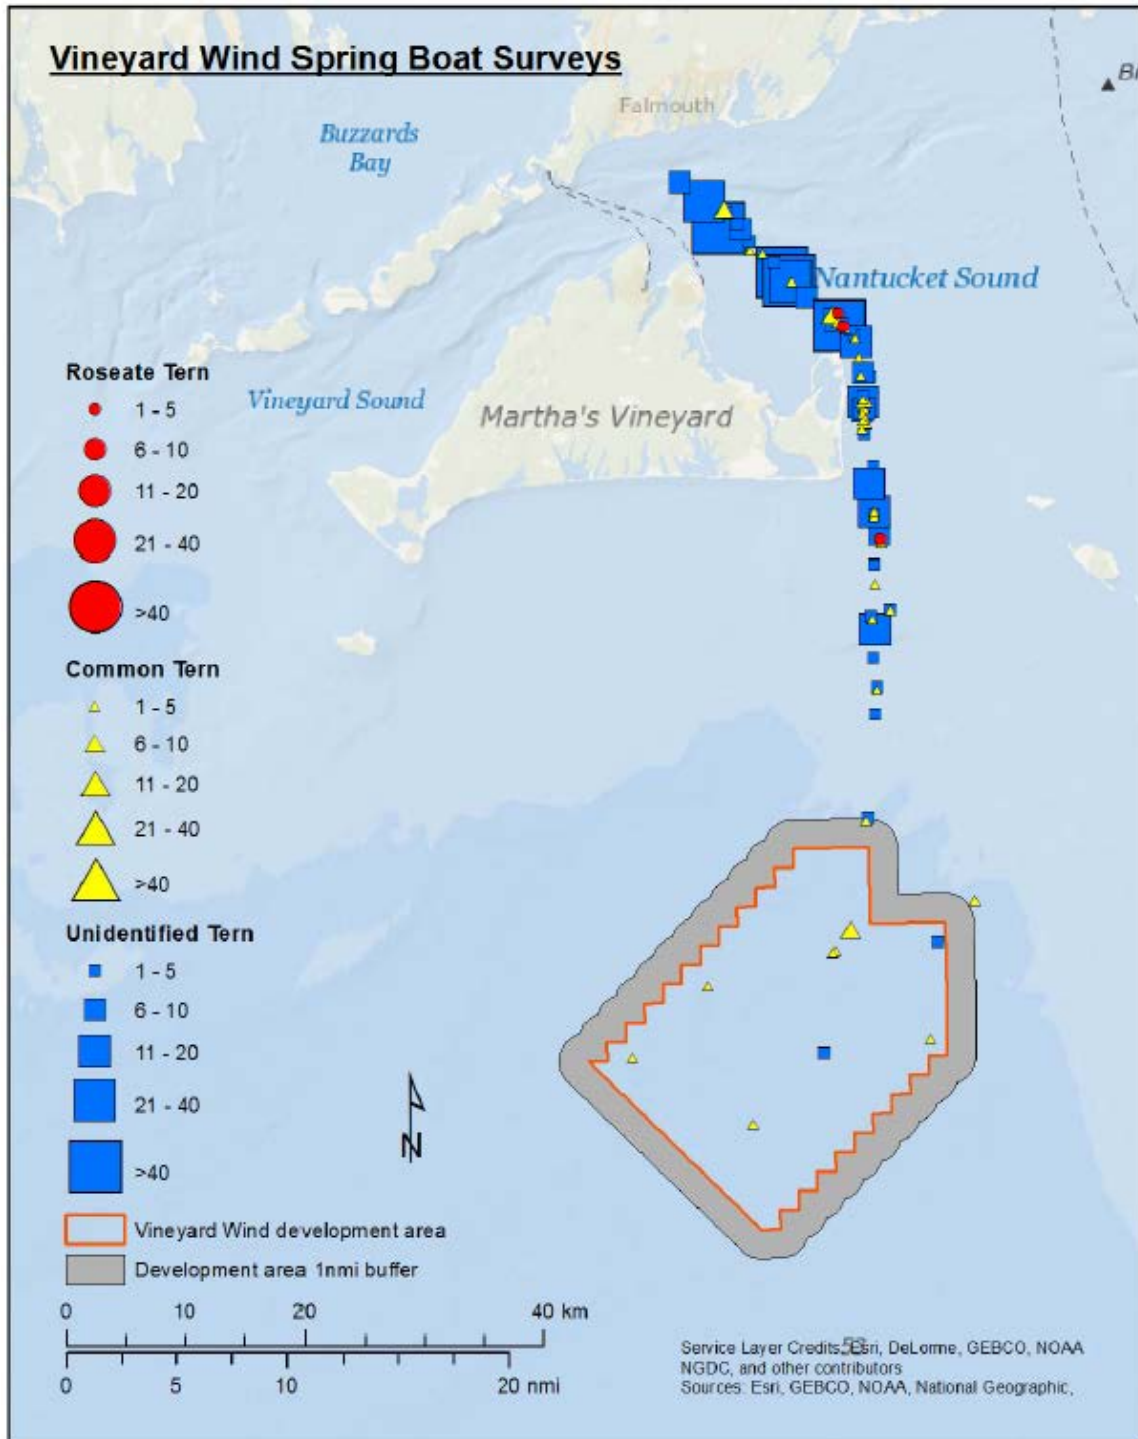 Vineyard Wind Spring Boat Surveys
Falmouth
Buzzards
Bay
Nantucket Sound
Vineyard Sound
Martha's Vineyard
Roseate Tern
1 - 5
6 - 10
11 - 20
21 - 40
>40
Common Tern
1 - 5
6 - 10
11 - 20
21 - 40
>40
Unidentified Tern
1 - 5
6 - 10
11 - 20
21 - 40
>40
Vineyard Wind development area
Development area 1nmi buffer
N
0 10 20 40 km
0 5 10 20 nmi
Service Layer Credits: Esri, DeLorme, GEBCO, NOAA
NGDC, and other contributors
Sources: Esri, GEBCO, NOAA, National Geographic,